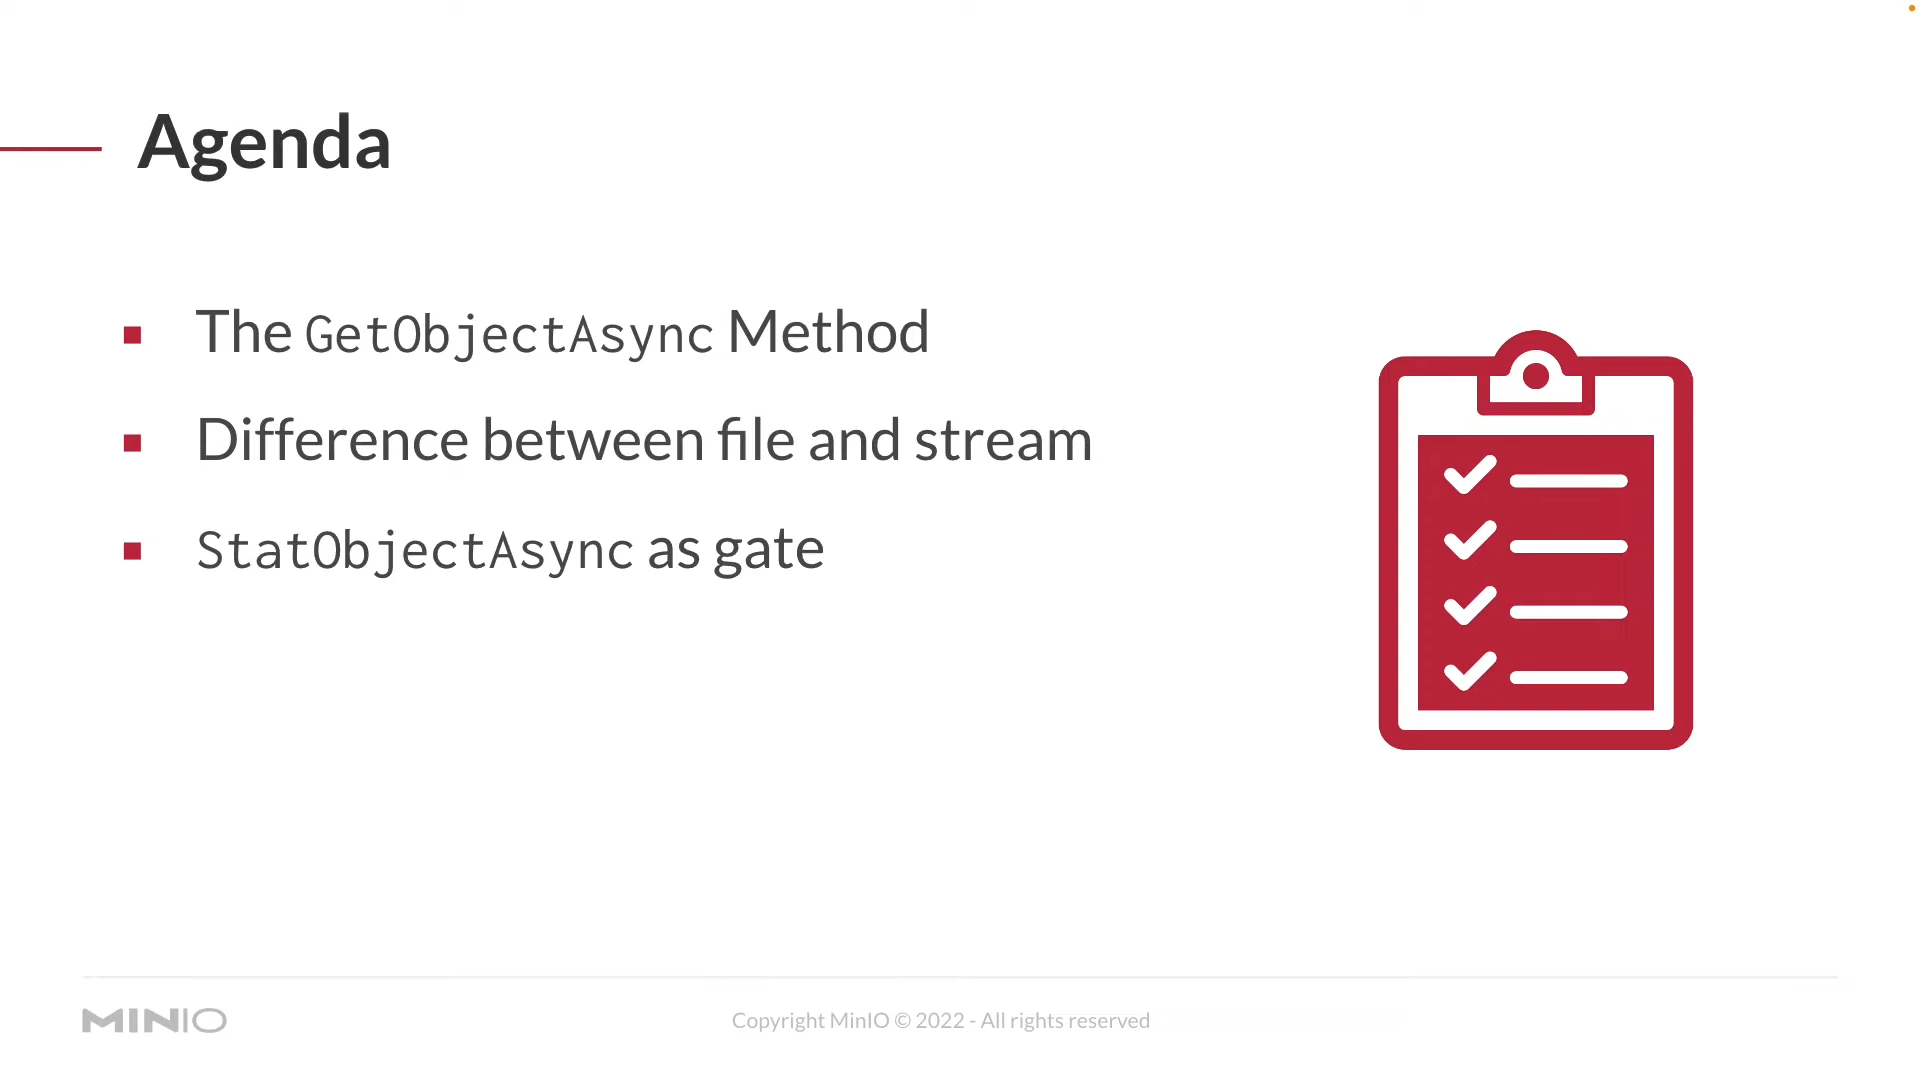 Agenda
The GetObjectAsync Method
Difference between file and stream
StatObjectAsync as gate
MINIO
Copyright MinIO © 2022 - All rights reserved